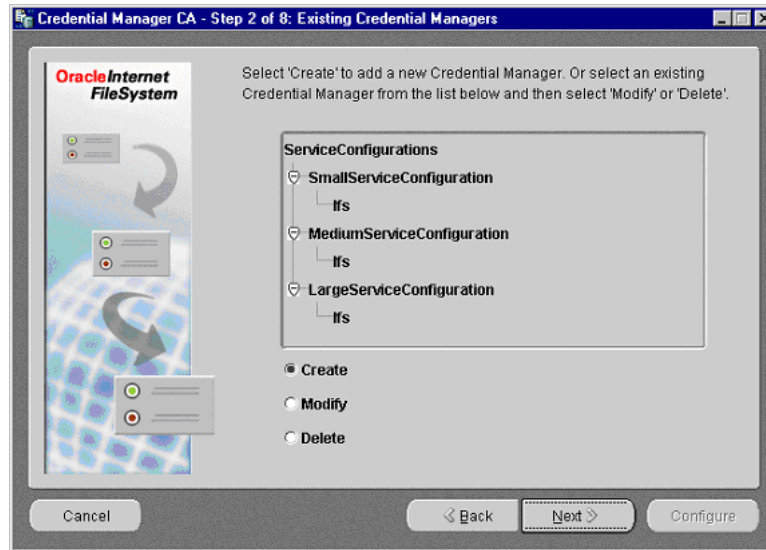 Credential Manager CA - Step 2 of 8: Existing Credential Managers
Oracle Internet
FileSystem
Select 'Create' to add a new Credential Manager. Or select an existing
Credential Manager from the list below and then select 'Modify' or 'Delete'.
ServiceConfigurations
SmallServiceConfiguration
Ifs
MediumServiceConfiguration
Ifs
LargeServiceConfiguration
Ifs
Create
Modify
Delete
Cancel
Back
Next
Configure